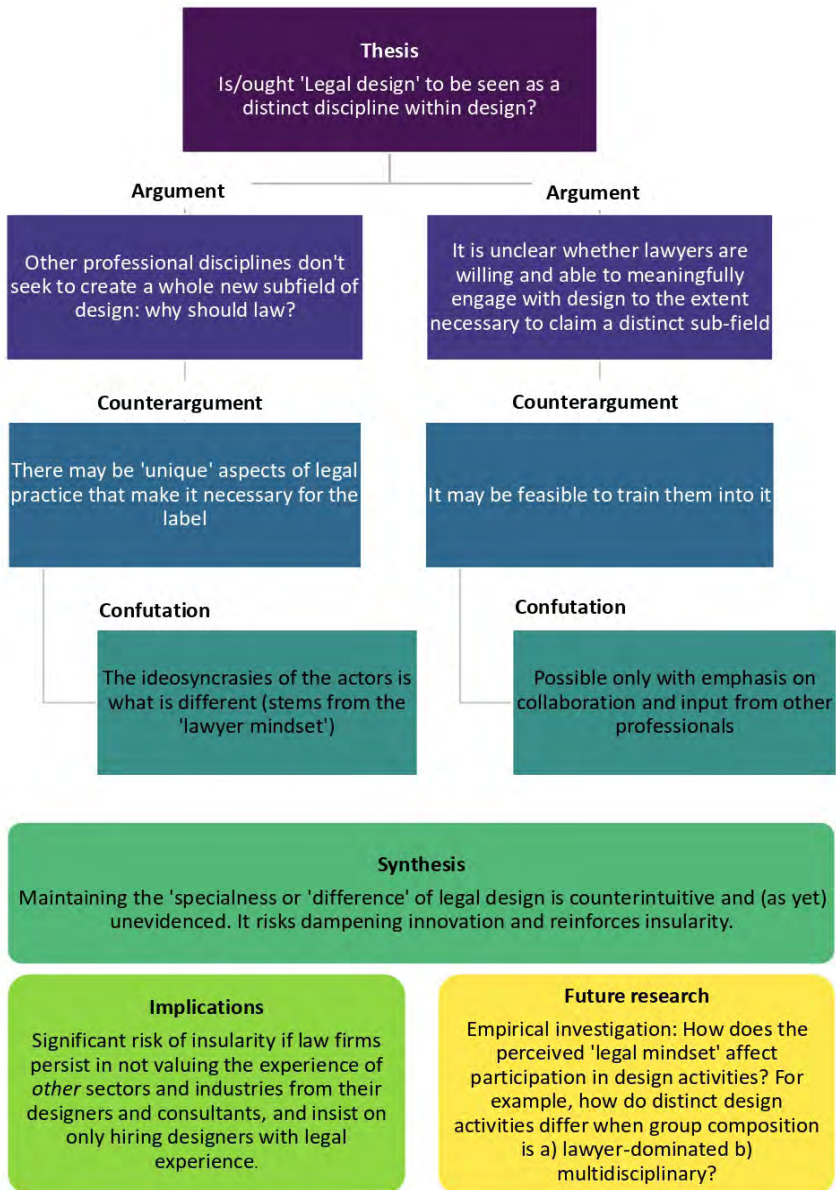 Thesis
Is/ought 'Legal design' to be seen as a
distinct discipline within design?
Argument
Other professional disciplines don't
seek to create a whole new subfield of
design: why should law?
Counterargument
There may be 'unique' aspects of legal
practice that make it necessary for the
label
Confutation
The ideosyncrasies of the actors is
what is different (stems from the
'lawyer mindset')
Argument
It is unclear whether lawyers are
willing and able to meaningfully
engage with design to the extent
necessary to claim a distinct sub-field
Counterargument
It may be feasible to train them into it
Confutation
Possible only with emphasis on
collaboration and input from other
professionals
Synthesis
Maintaining the 'specialness or 'difference' of legal design is counterintuitive and (as yet)
unevidenced. It risks dampening innovation and reinforces insularity.
Implications
Significant risk of insularity if law firms
persist in not valuing the experience of
other sectors and industries from their
designers and consultants, and insist on
only hiring designers with legal
experience.
Future research
Empirical investigation: How does the
perceived 'legal mindset' affect
participation in design activities? For
example, how do distinct design
activities differ when group composition
is a) lawyer-dominated b)
multidisciplinary?